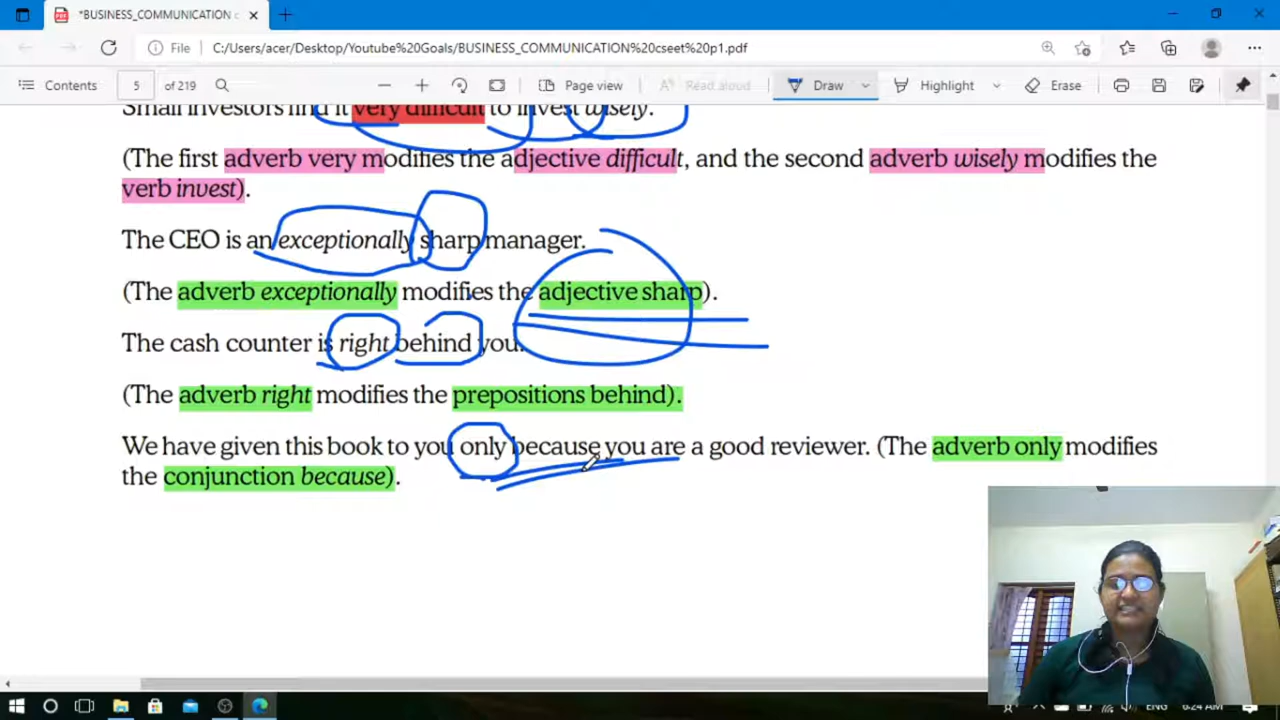 *BUSINESS_COMMUNICATION c
File C:/Users/acer/Desktop/Youtube%20Goals/BUSINESS_COMMUNICATION%20cseet%20p1.pdf
Contents 5 of 219 Page view Read aloud Draw Highlight Erase
Small investors find it very difficult to invest wisely.
(The first adverb very modifies the adjective difficult, and the second adverb wisely modifies the
verb invest).
The CEO is an exceptionally sharp manager.
(The adverb exceptionally modifies the adjective sharp).
The cash counter is right behind you.
(The adverb right modifies the prepositions behind).
We have given this book to you only because you are a good reviewer. (The adverb only modifies
the conjunction because).
ENG 6:24 AM